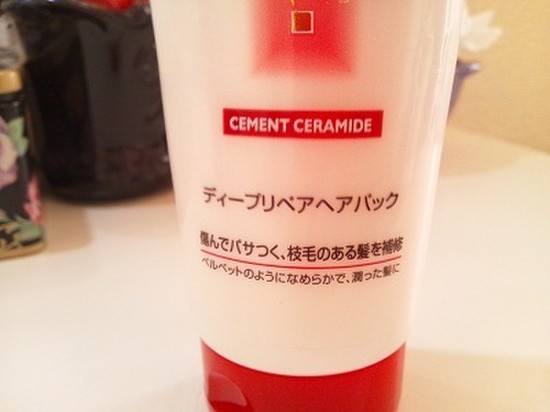 CEMENT CERAMIDE
ディープリペアヘアパック
傷んでパサつく、枝毛のある髪を補修
ベルベットのようになめらかで、潤った髪に